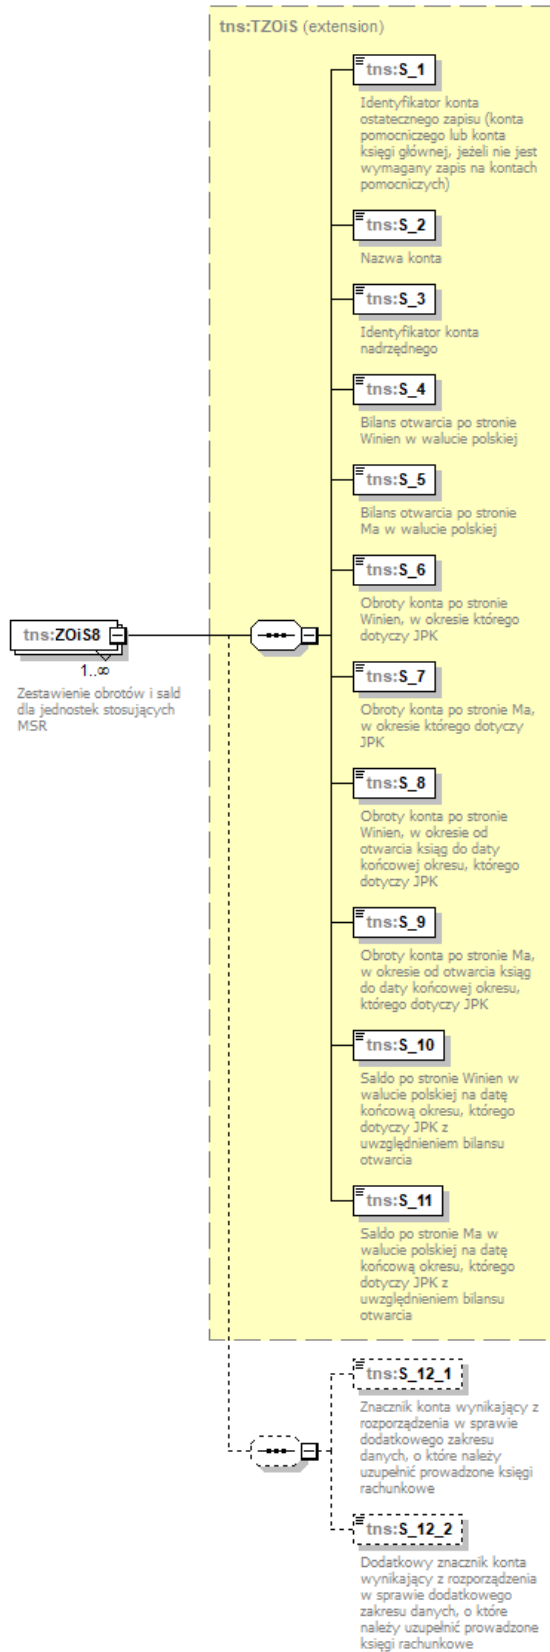 tns:TZOiS (extension)
tns:S_1
Identyfikator konta
ostatecznego zapisu (konta
pomocniczego lub konta
księgi głównej, jeżeli nie jest
wymagany zapis na kontach
pomocniczych)
tns:S_2
Nazwa konta
tns:S_3
Identyfikator konta
nadrzędnego
tns:S_4
Bilans otwarcia po stronie
Winien w walucie polskiej
tns:S_5
Bilans otwarcia po stronie
Ma w walucie polskiej
tns:S_6
Obroty konta po stronie
Winien, w okresie którego
dotyczy JPK
tns:ZOiS8
1..∞
Zestawienie obrotów i sald
dla jednostek stosujących
MSR
tns:S_7
Obroty konta po stronie Ma,
w okresie którego dotyczy
JPK
tns:S_8
Obroty konta po stronie
Winien, w okresie od
otwarcia ksiąg do daty
końcowej okresu, którego
dotyczy JPK
tns:S_9
Obroty konta po stronie Ma,
w okresie od otwarcia ksiąg
do daty końcowej okresu,
którego dotyczy JPK
tns:S_10
Saldo po stronie Winien w
walucie polskiej na datę
końcową okresu, którego
dotyczy JPK z
uwzględnieniem bilansu
otwarcia
tns:S_11
Saldo po stronie Ma w
walucie polskiej na datę
końcową okresu, którego
dotyczy JPK z
uwzględnieniem bilansu
otwarcia
tns:S_12_1
Znacznik konta wynikający z
rozporządzenia w sprawie
dodatkowego zakresu
danych, o które należy
uzupełnić prowadzone księgi
rachunkowe
tns:S_12_2
Dodatkowy znacznik konta
wynikający z rozporządzenia
w sprawie dodatkowego
zakresu danych, o które
należy uzupełnić prowadzone
księgi rachunkowe